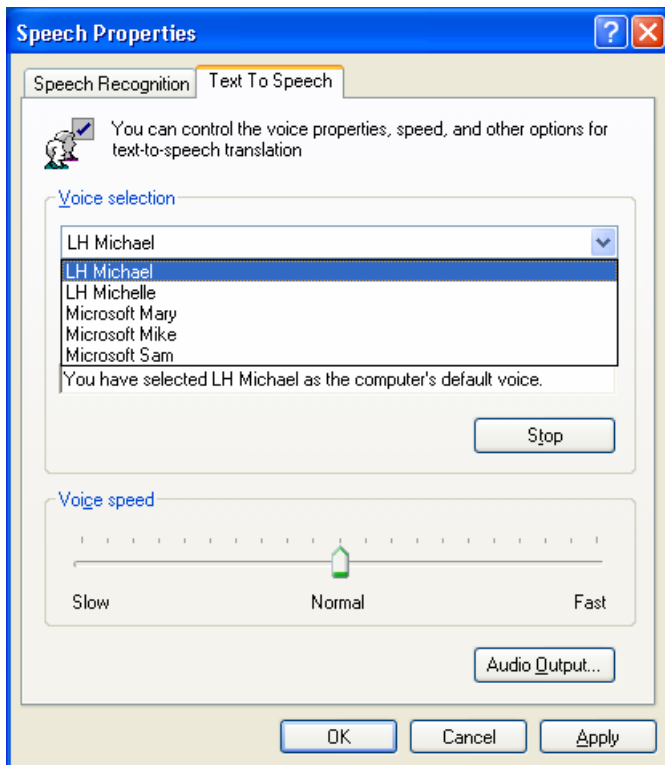 Speech Properties
Speech Recognition Text To Speech
You can control the voice properties, speed, and other options for
text-to-speech translation
Voice selection
LH Michael
LH Michael
LH Michelle
Microsoft Mary
Microsoft Mike
Microsoft Sam
You have selected LH Michael as the computer's default voice.
Stop
Voice speed
Slow Normal Fast
Audio Output...
OK Cancel Apply